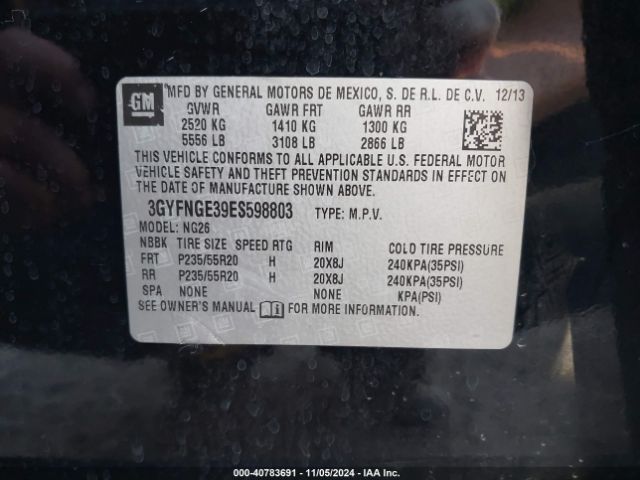 GM
MFD BY GENERAL MOTORS DE MEXICO, S. DE R.L. DE C.V. 12/13
GVWR GAWR FRT GAWR RR
2520 KG 1410 KG 1300 KG
5556 LB 3108 LB 2866 LB
THIS VEHICLE CONFORMS TO ALL APPLICABLE U.S. FEDERAL MOTOR
VEHICLE SAFETY AND THEFT PREVENTION STANDARDS IN EFFECT ON
THE DATE OF MANUFACTURE SHOWN ABOVE.
3GYFNGE39ES598803 TYPE: M.P.V.
MODEL: NG26
NBBK TIRE SIZE SPEED RTG RIM COLD TIRE PRESSURE
FRT P235/55R20 H 20X8J 240KPA(35PSI)
RR P235/55R20 H 20X8J 240KPA(35PSI)
SPA NONE NONE KPA(PSI)
SEE OWNER'S MANUAL FOR MORE INFORMATION.
000-40783691 - 11/05/2024 - IAA Inc.